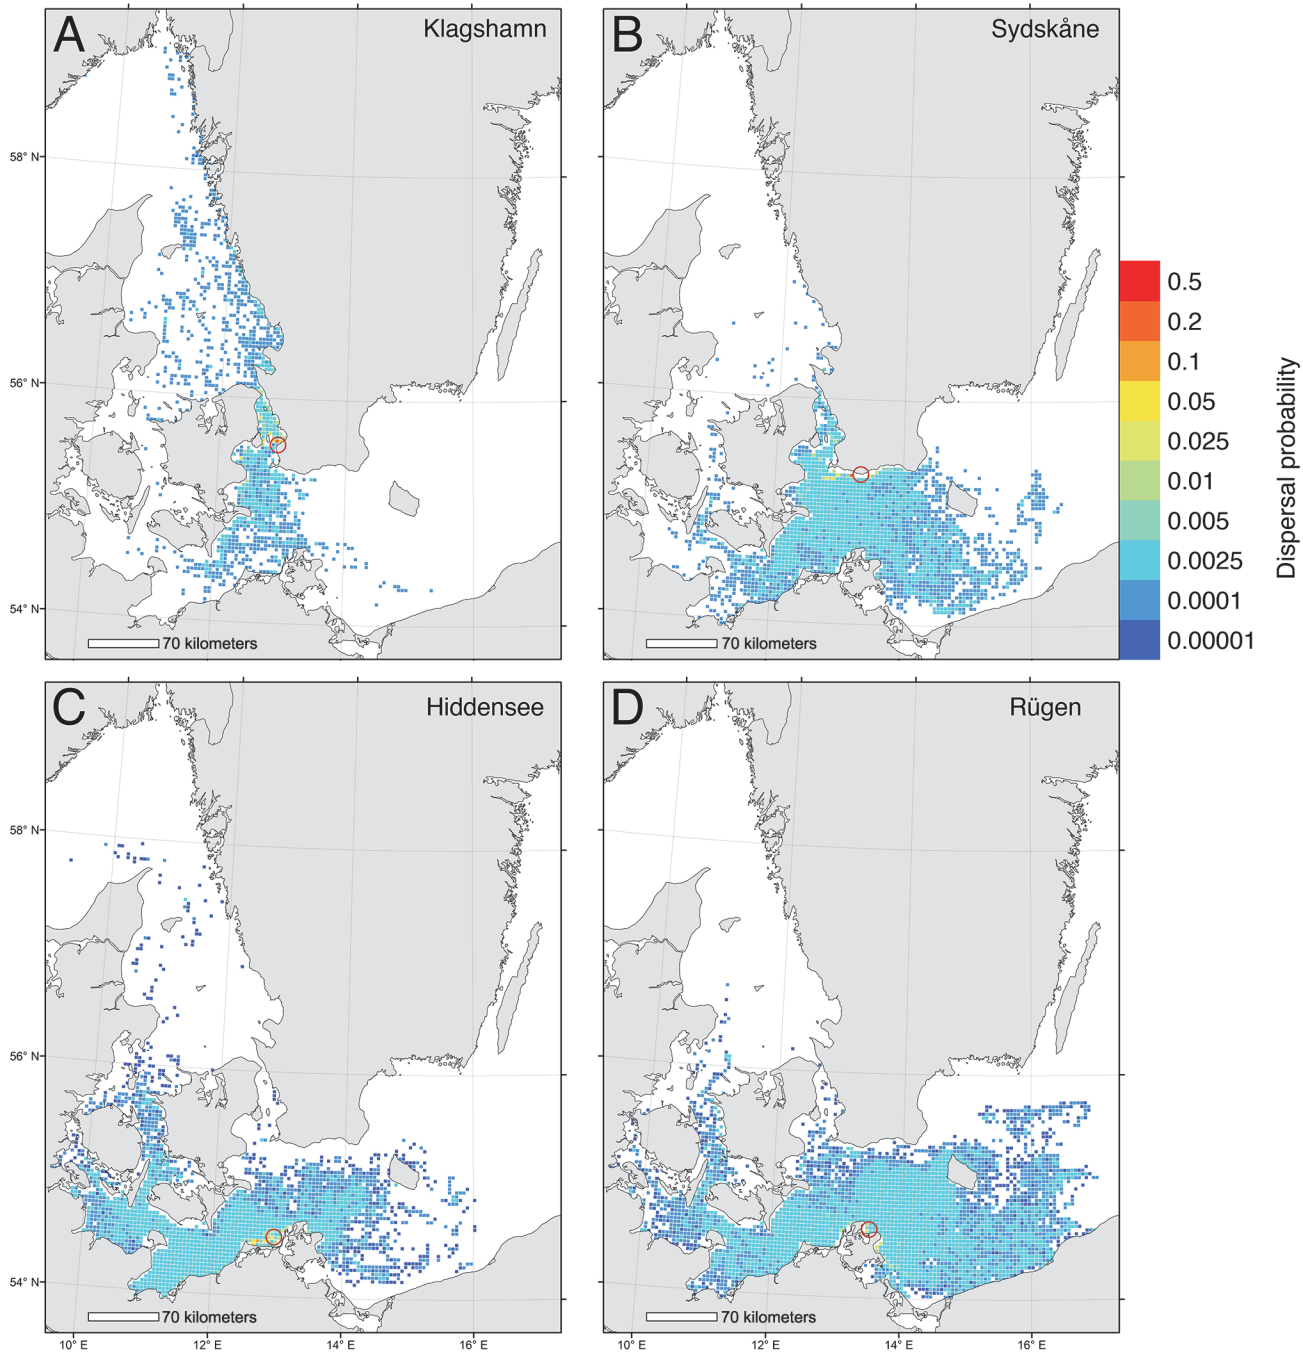 A
Klagshamn
58° N
56° N
54° N
70 kilometers
B
Sydskåne
70 kilometers
0.5
0.2
0.1
0.05
0.025
0.01
0.005
0.0025
0.0001
0.00001
Dispersal probability
C
Hiddensee
58° N
56° N
54° N
70 kilometers
10° E
12° E
14° E
16° E
D
Rügen
70 kilometers
10° E
12° E
14° E
16° E